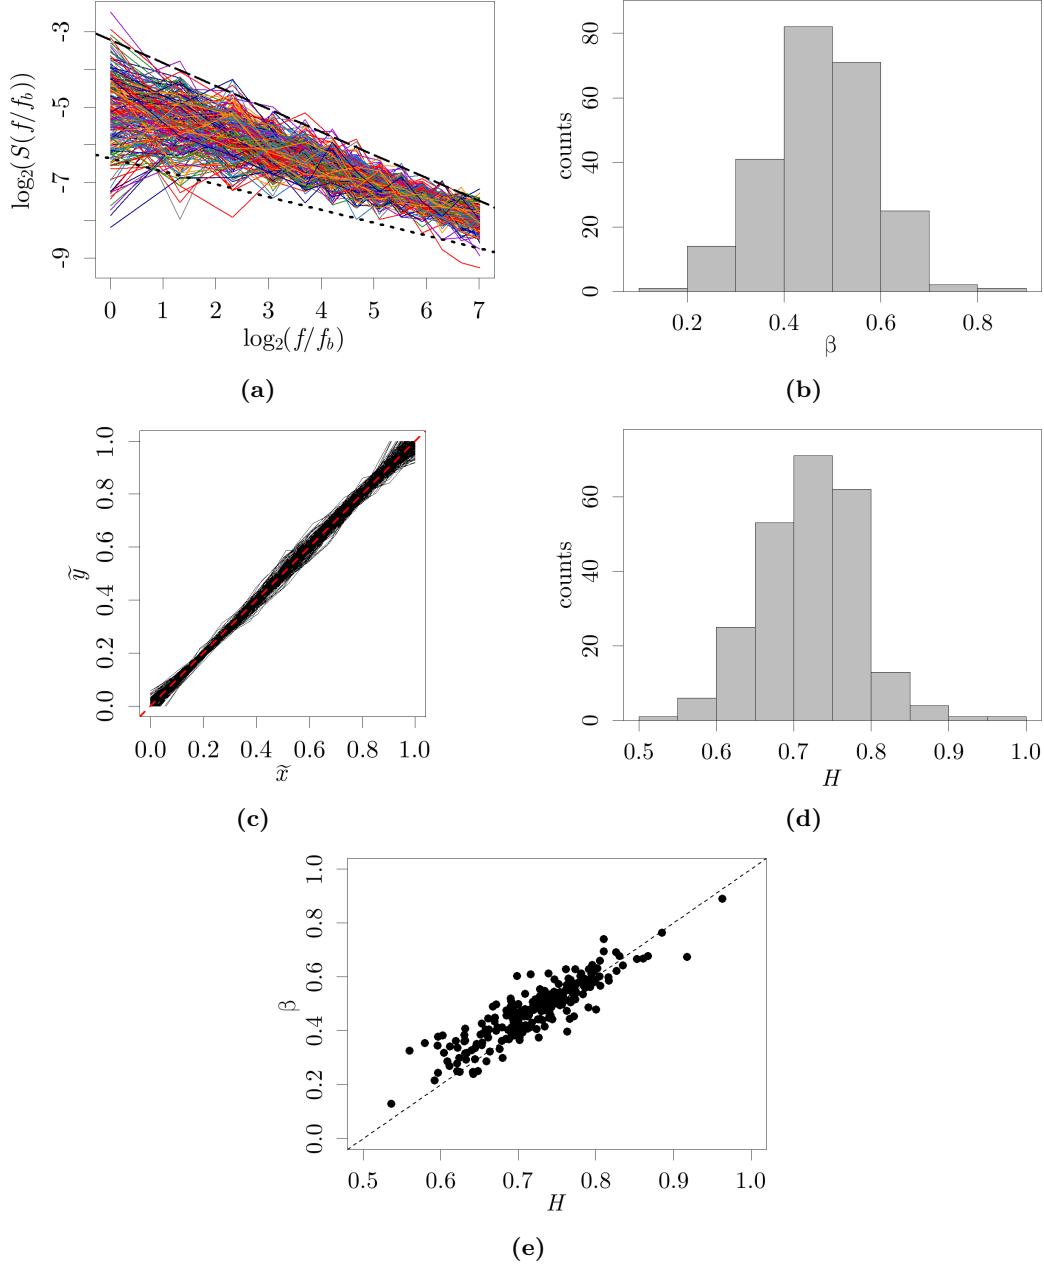 log₂(S(f/f_b))
-3
-5
-7
-9
0 1 2 3 4 5 6 7
log₂(f/f_b)
(a)
counts
80
60
40
20
0
0.2 0.4 0.6 0.8
β
(b)
ỹ
1.0
0.8
0.6
0.4
0.2
0.0
0.0 0.2 0.4 0.6 0.8 1.0
x̃
(c)
counts
60
40
20
0
0.5 0.6 0.7 0.8 0.9 1.0
H
(d)
β
1.0
0.8
0.6
0.4
0.2
0.0
0.5 0.6 0.7 0.8 0.9 1.0
H
(e)